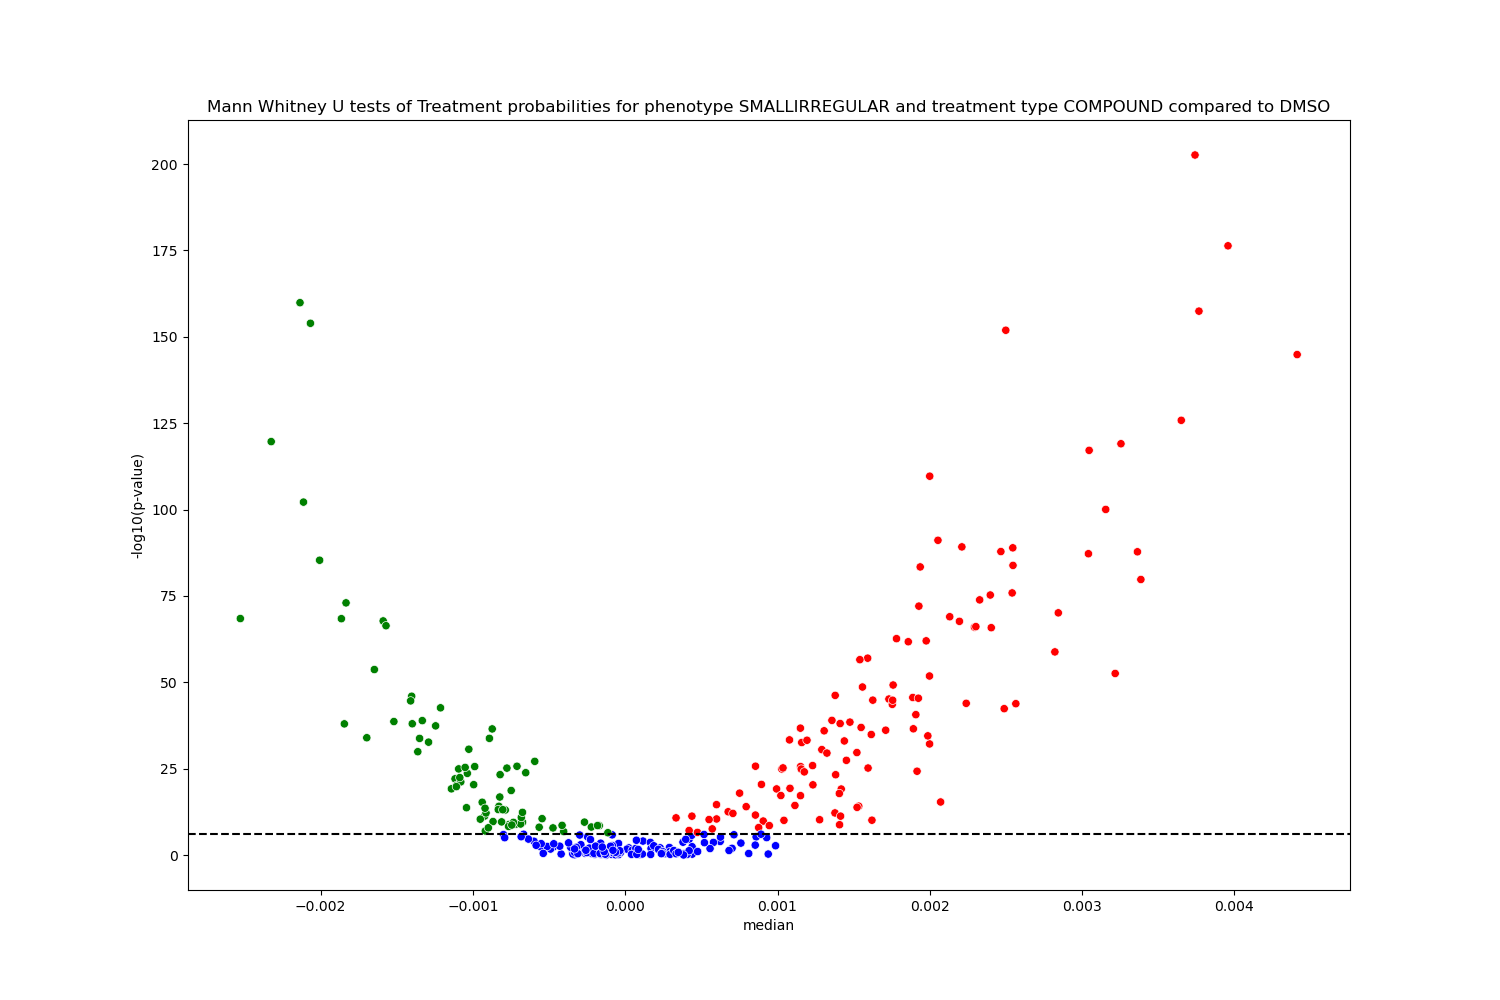 Mann Whitney U tests of Treatment probabilities for phenotype SMALLIRREGULAR and treatment type COMPOUND compared to DMSO
200
175
150
125
100
75
50
25
0
-log10(p-value)
−0.002 −0.001 0.000 0.001 0.002 0.003 0.004
median